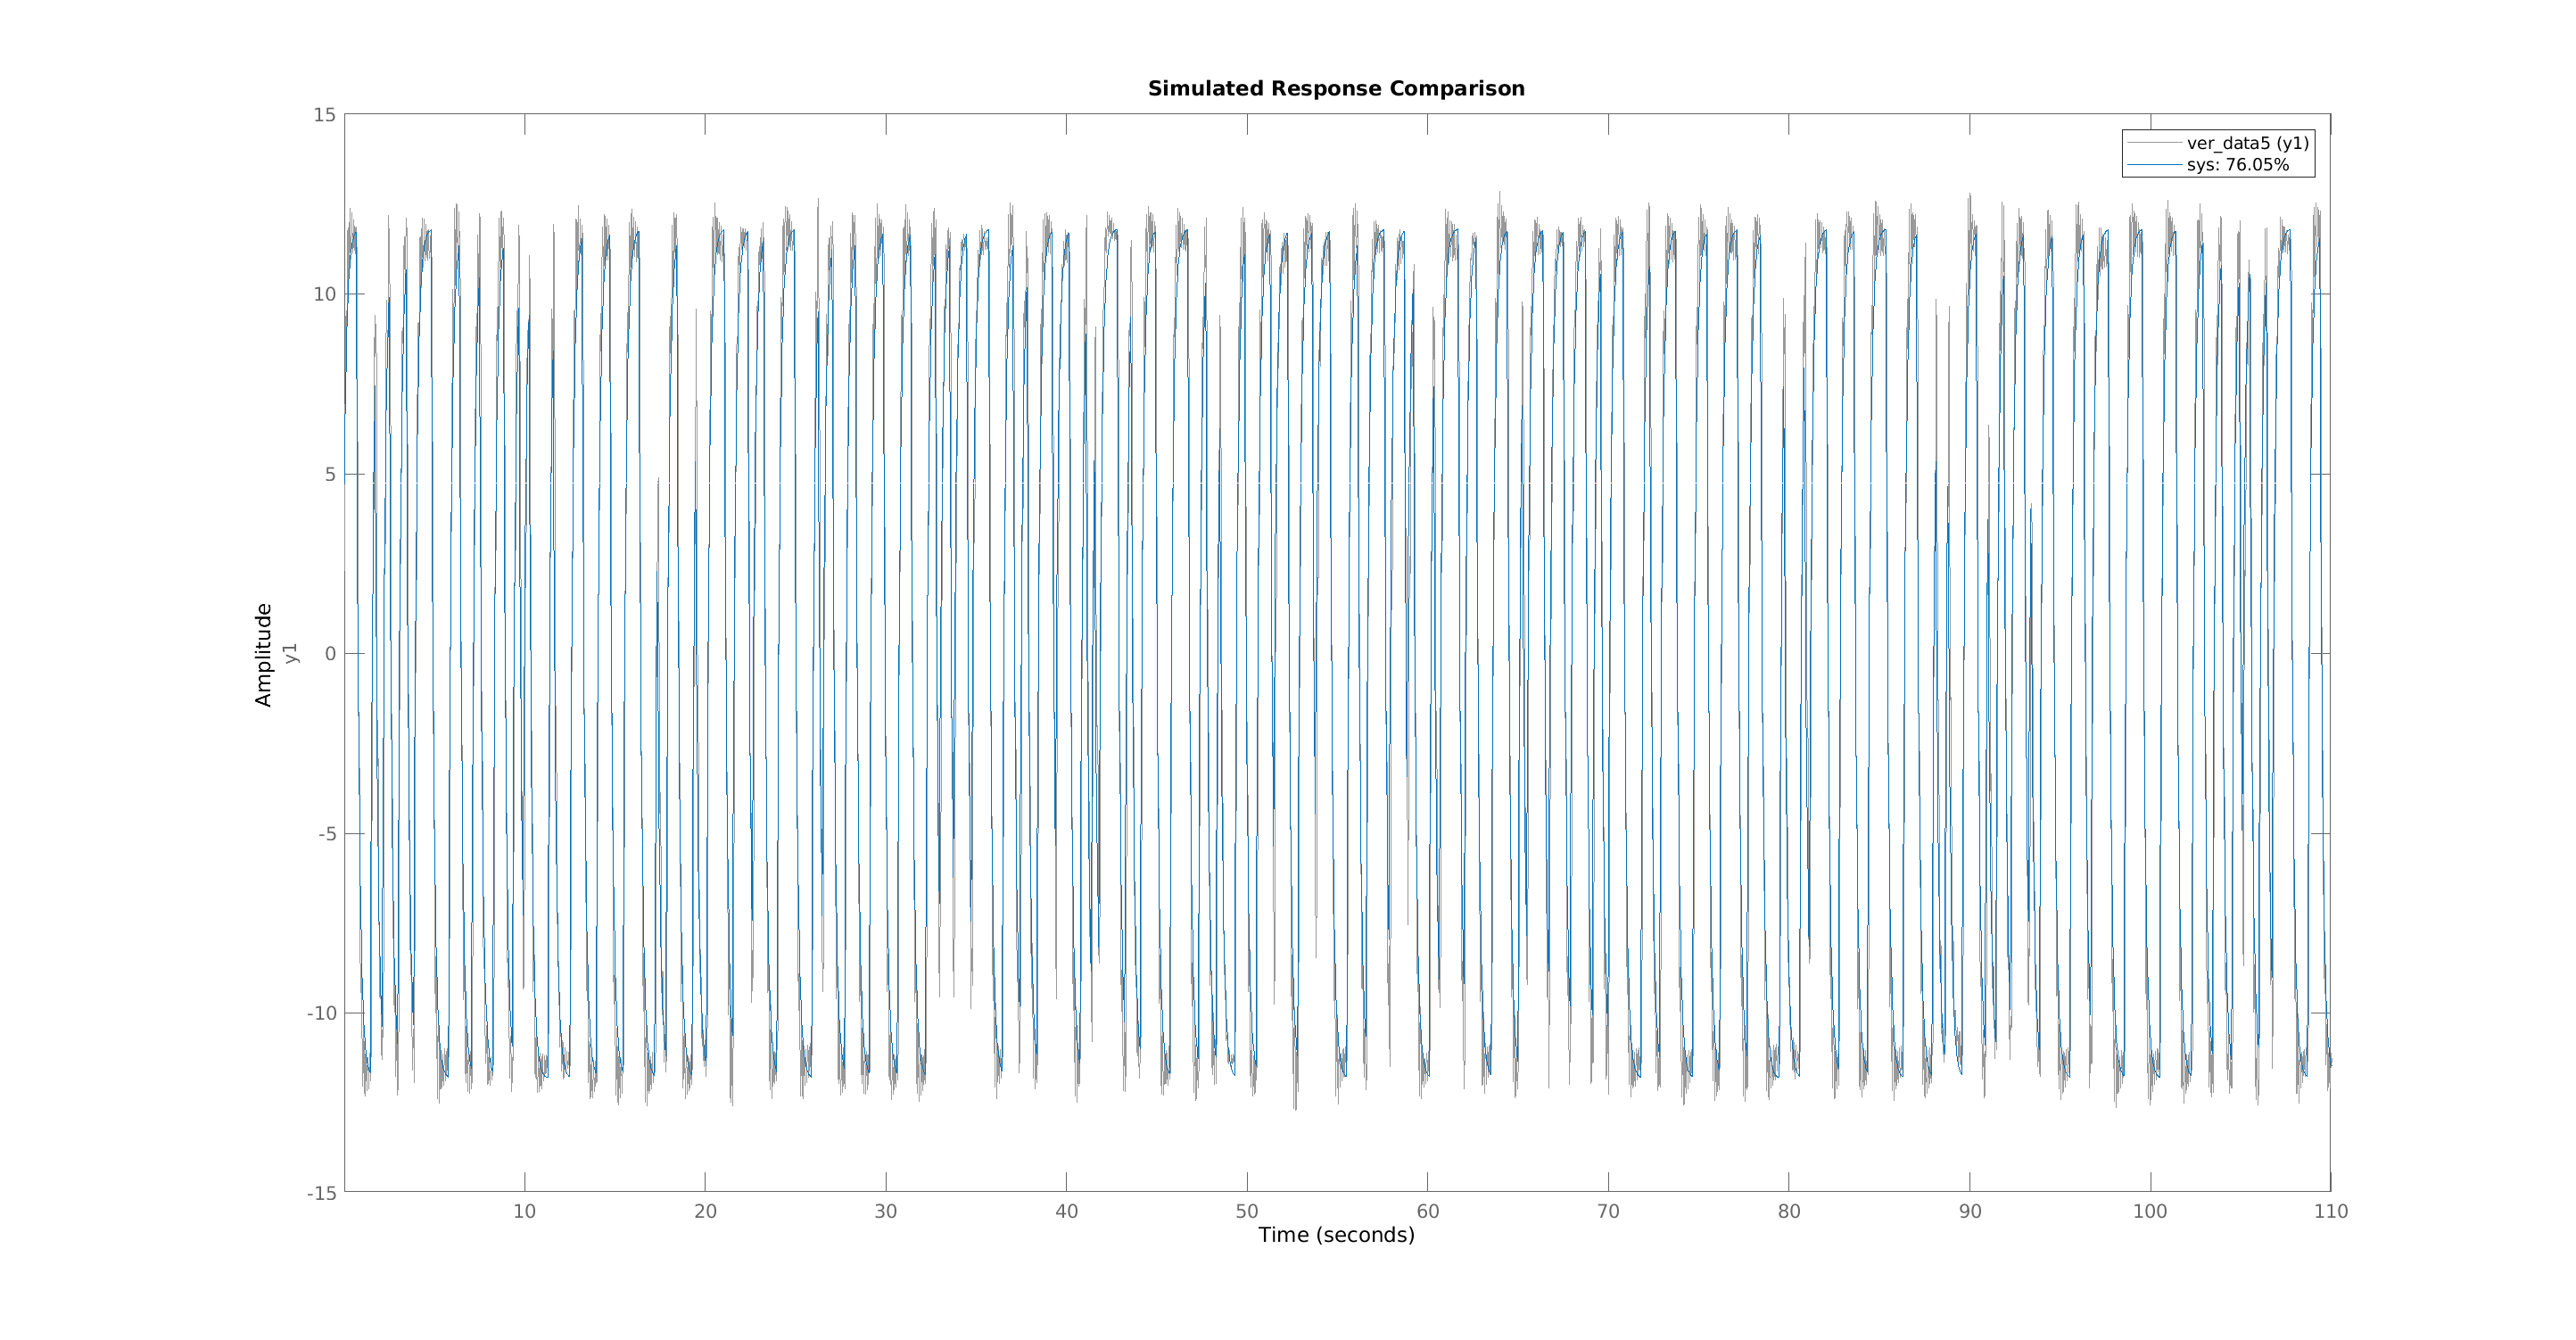 Simulated Response Comparison
15
10
5
0
-5
-10
-15
Amplitude
y1
ver_data5 (y1)
sys: 76.05%
10 20 30 40 50 60 70 80 90 100 110
Time (seconds)